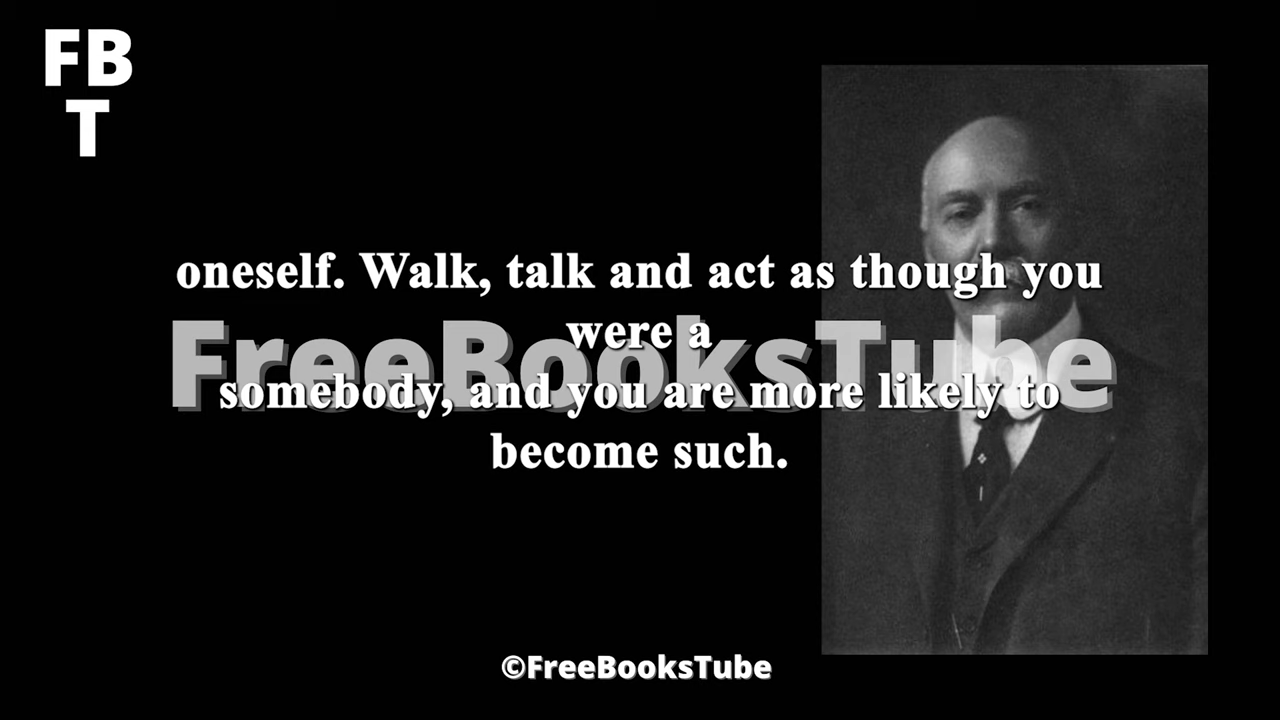 FB
T
oneself. Walk, talk and act as though you
were a
FreeBooksTube
somebody, and you are more likely to
become such.
©FreeBooksTube